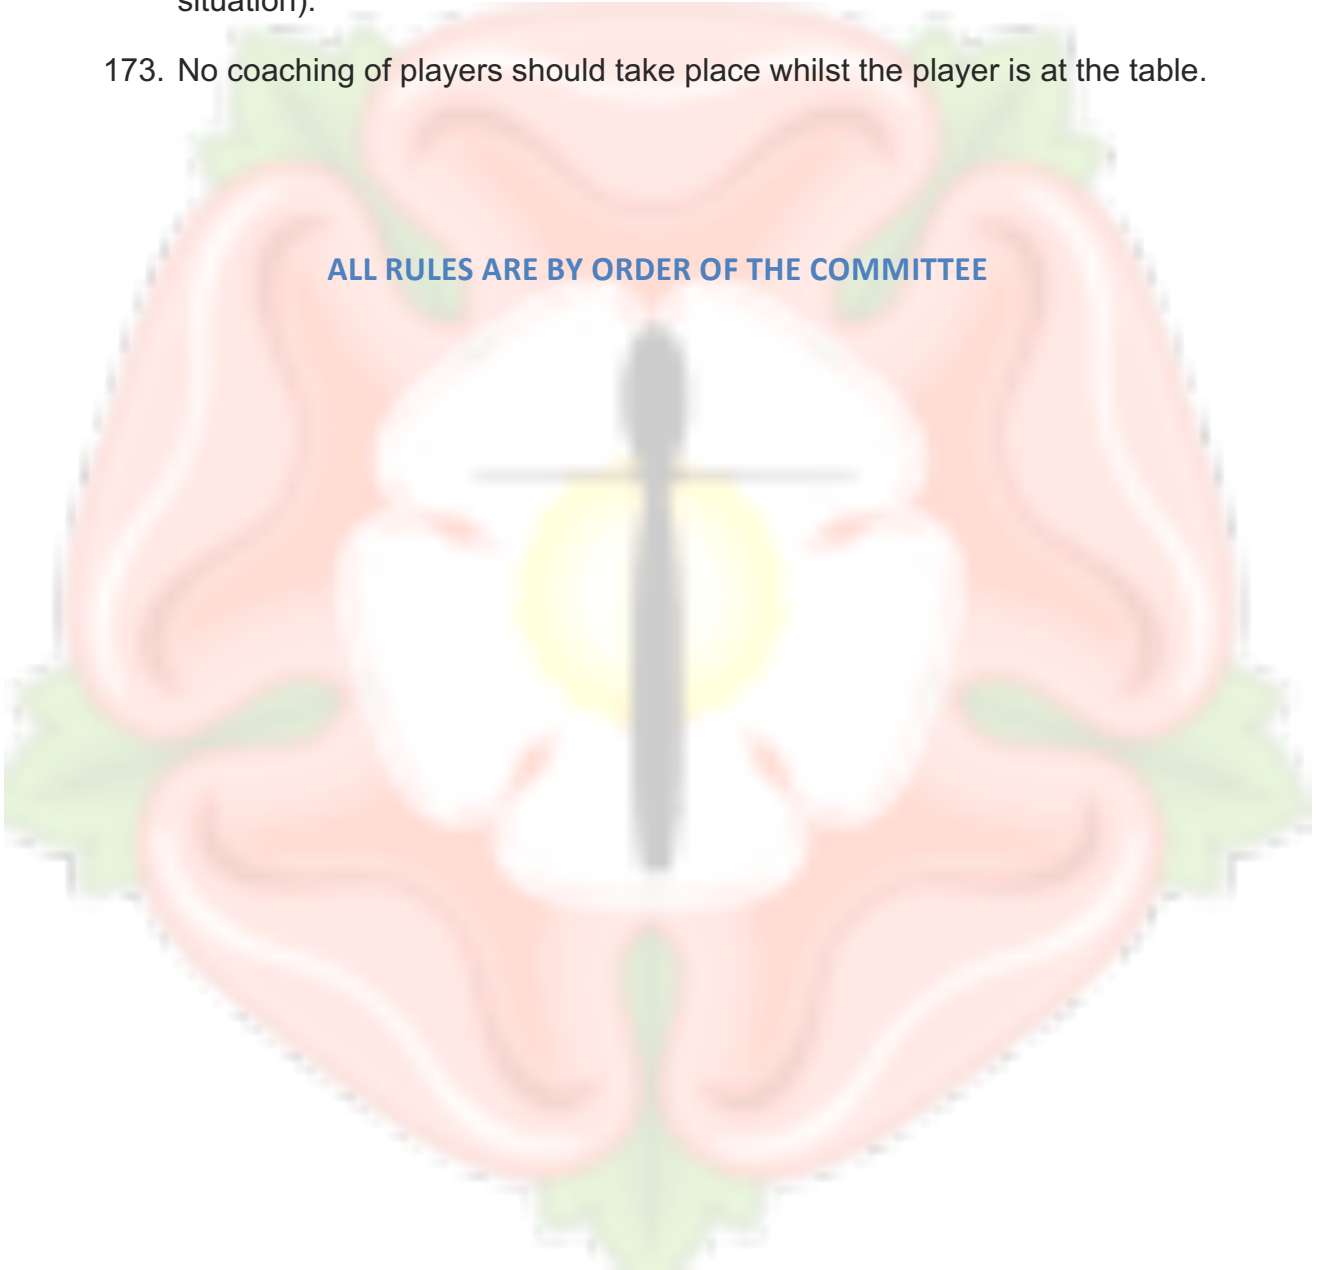 situation).
173. No coaching of players should take place whilst the player is at the table.
ALL RULES ARE BY ORDER OF THE COMMITTEE